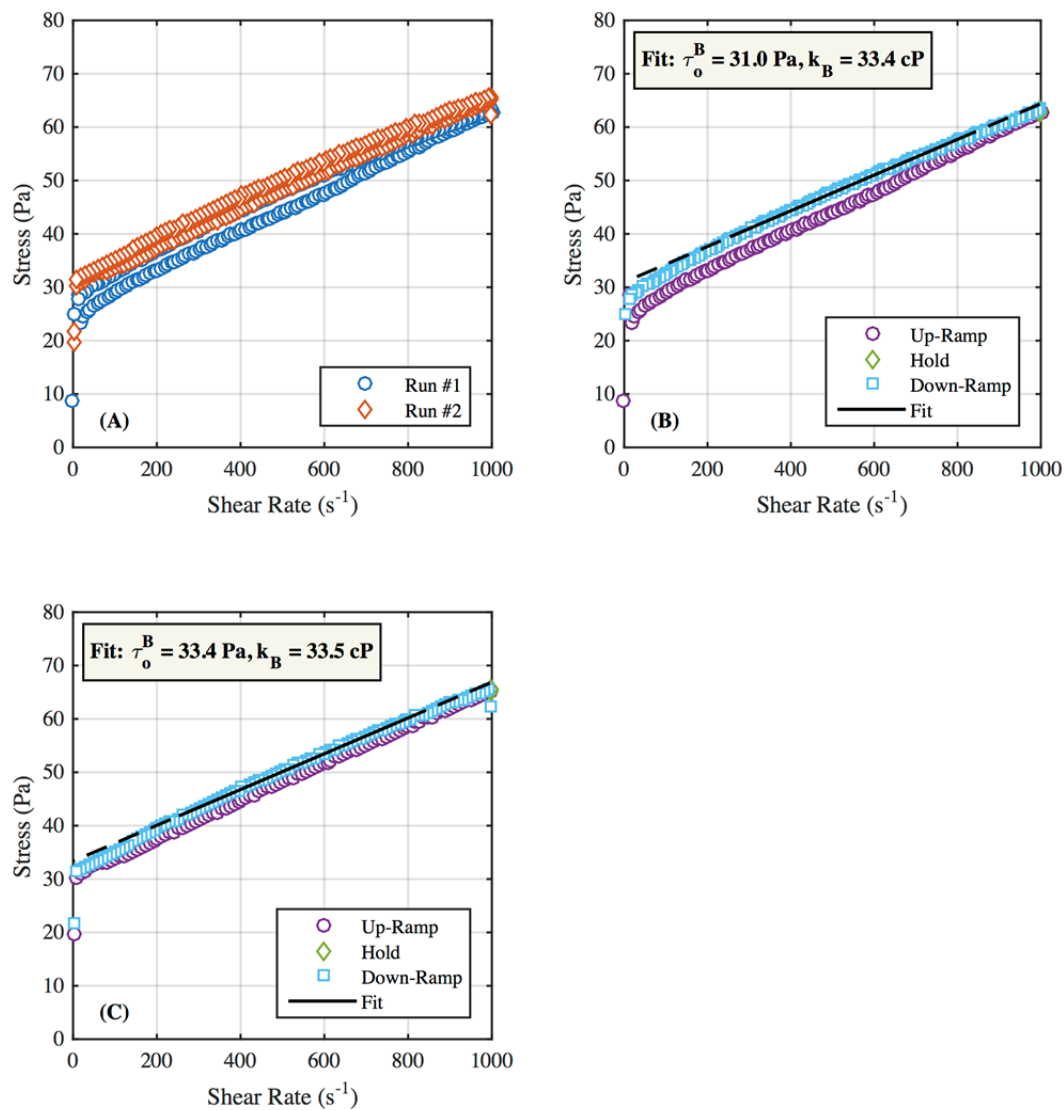 80
70
60
50
40
30
20
10
0
Stress (Pa)
Run #1
Run #2
(A)
0 200 400 600 800 1000
Shear Rate (s⁻¹)
80
70
60
50
40
30
20
10
0
Stress (Pa)
Fit: τ_o^B = 31.0 Pa, k_B = 33.4 cP
Up-Ramp
Hold
Down-Ramp
Fit
(B)
0 200 400 600 800 1000
Shear Rate (s⁻¹)
80
70
60
50
40
30
20
10
0
Stress (Pa)
Fit: τ_o^B = 33.4 Pa, k_B = 33.5 cP
Up-Ramp
Hold
Down-Ramp
Fit
(C)
0 200 400 600 800 1000
Shear Rate (s⁻¹)